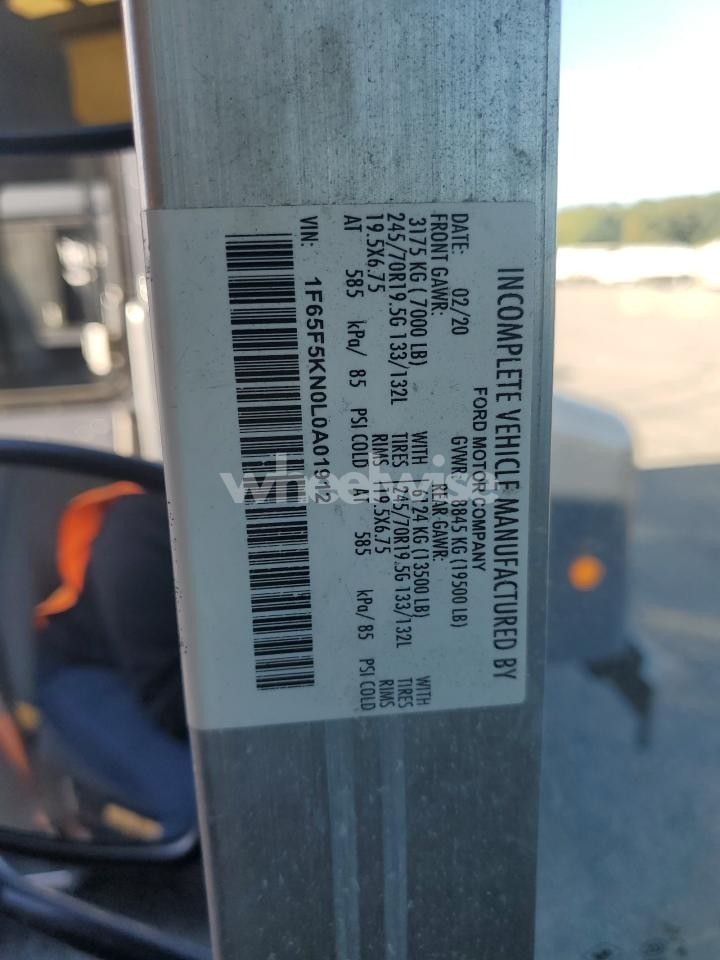 INCOMPLETE VEHICLE MANUFACTURED BY
FORD MOTOR COMPANY
DATE: 02/20 GVWR: 8845 KG (19500 LB)
FRONT GAWR: REAR GAWR:
3175 KG (7000 LB) WITH 6124 KG (13500 LB) WITH
245/70R19.5G 133/132L TIRES 245/70R19.5G 133/132L TIRES
19.5X6.75 RIMS 19.5X6.75 RIMS
AT 585 kPa/ 85 PSI COLD AT 585 kPa/ 85 PSI COLD
VIN: 1F65F5KN0L0A01912
wheelwise